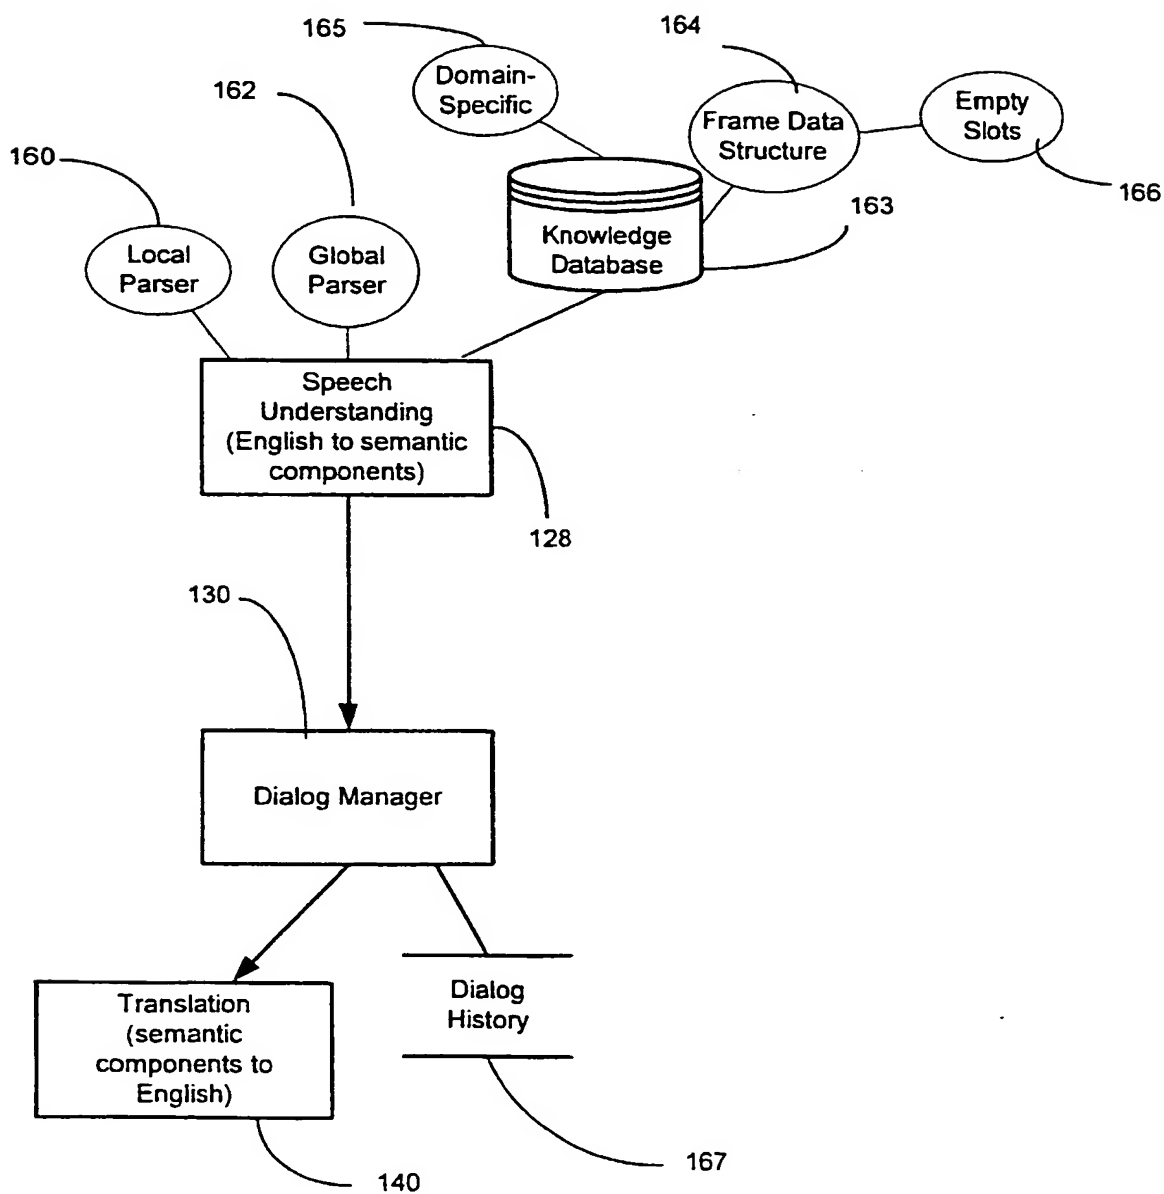 165
164
Domain-
Specific
162
Empty
Slots
Frame Data
Structure
160
166
163
Knowledge
Database
Local
Parser
Global
Parser
Speech
Understanding
(English to semantic
components)
128
130
Dialog Manager
Translation
(semantic
components to
English)
Dialog
History
167
140